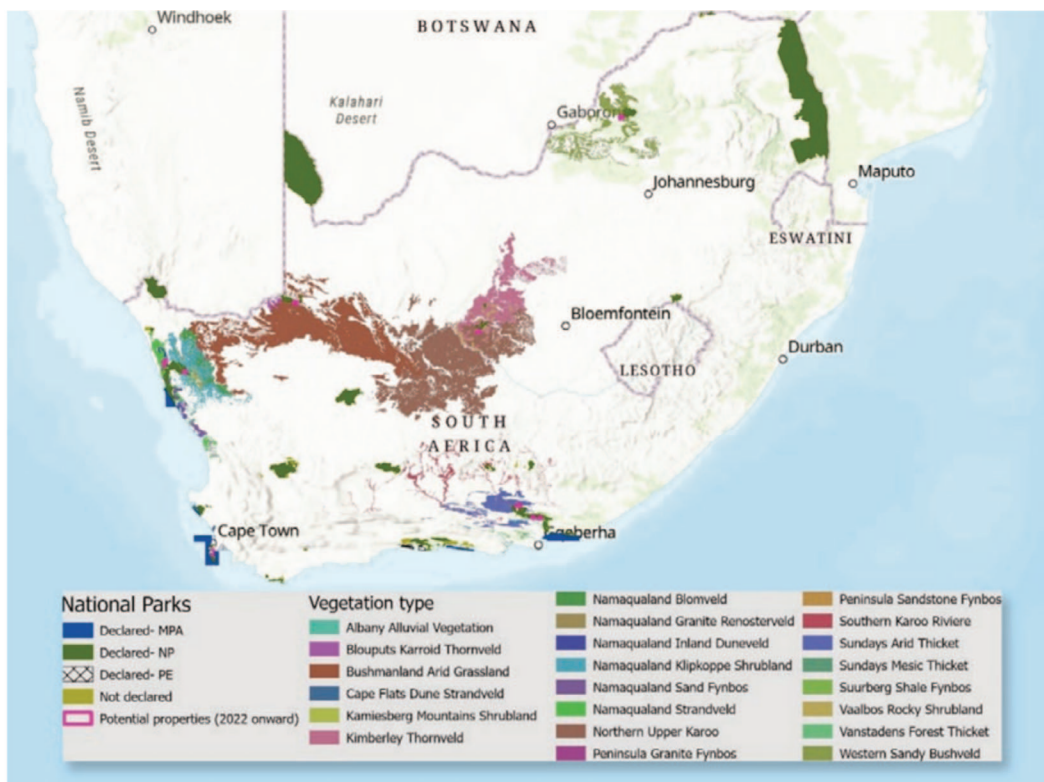 Windhoek
BOTSWANA
Namib Desert
Kalahari
Desert
Gaboron
Johannesburg
Maputo
ESWATINI
Bloemfontein
LESOTHO
Durban
SOUTH
AFRICA
Cape Town
Gqeberha
National Parks
Declared- MPA
Declared- NP
Declared- PE
Not declared
Potential properties (2022 onward)
Vegetation type
Albany Alluvial Vegetation
Blouputs Karroid Thornveld
Bushmanland Arid Grassland
Cape Flats Dune Strandveld
Kamiesberg Mountains Shrubland
Kimberley Thornveld
Namaqualand Blomveld
Namaqualand Granite Renosterveld
Namaqualand Inland Duneveld
Namaqualand Klipkoppe Shrubland
Namaqualand Sand Fynbos
Namaqualand Strandveld
Northern Upper Karoo
Peninsula Granite Fynbos
Peninsula Sandstone Fynbos
Southern Karoo Riviere
Sundays Arid Thicket
Sundays Mesic Thicket
Suurberg Shale Fynbos
Vaalbos Rocky Shrubland
Vanstadens Forest Thicket
Western Sandy Bushveld